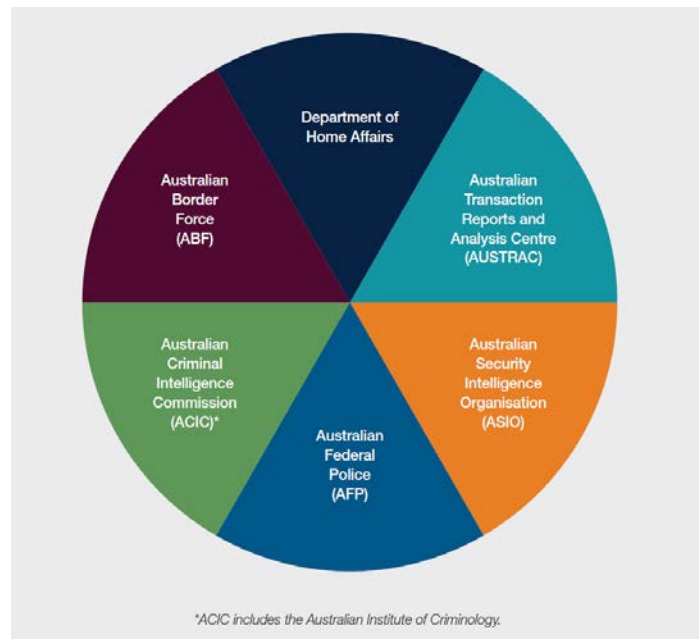 Department of
Home Affairs
Australian
Border
Force
(ABF)
Australian
Transaction
Reports and
Analysis Centre
(AUSTRAC)
Australian
Criminal
Intelligence
Commission
(ACIC)*
Australian
Security
Intelligence
Organisation
(ASIO)
Australian
Federal
Police
(AFP)
*ACIC includes the Australian Institute of Criminology.